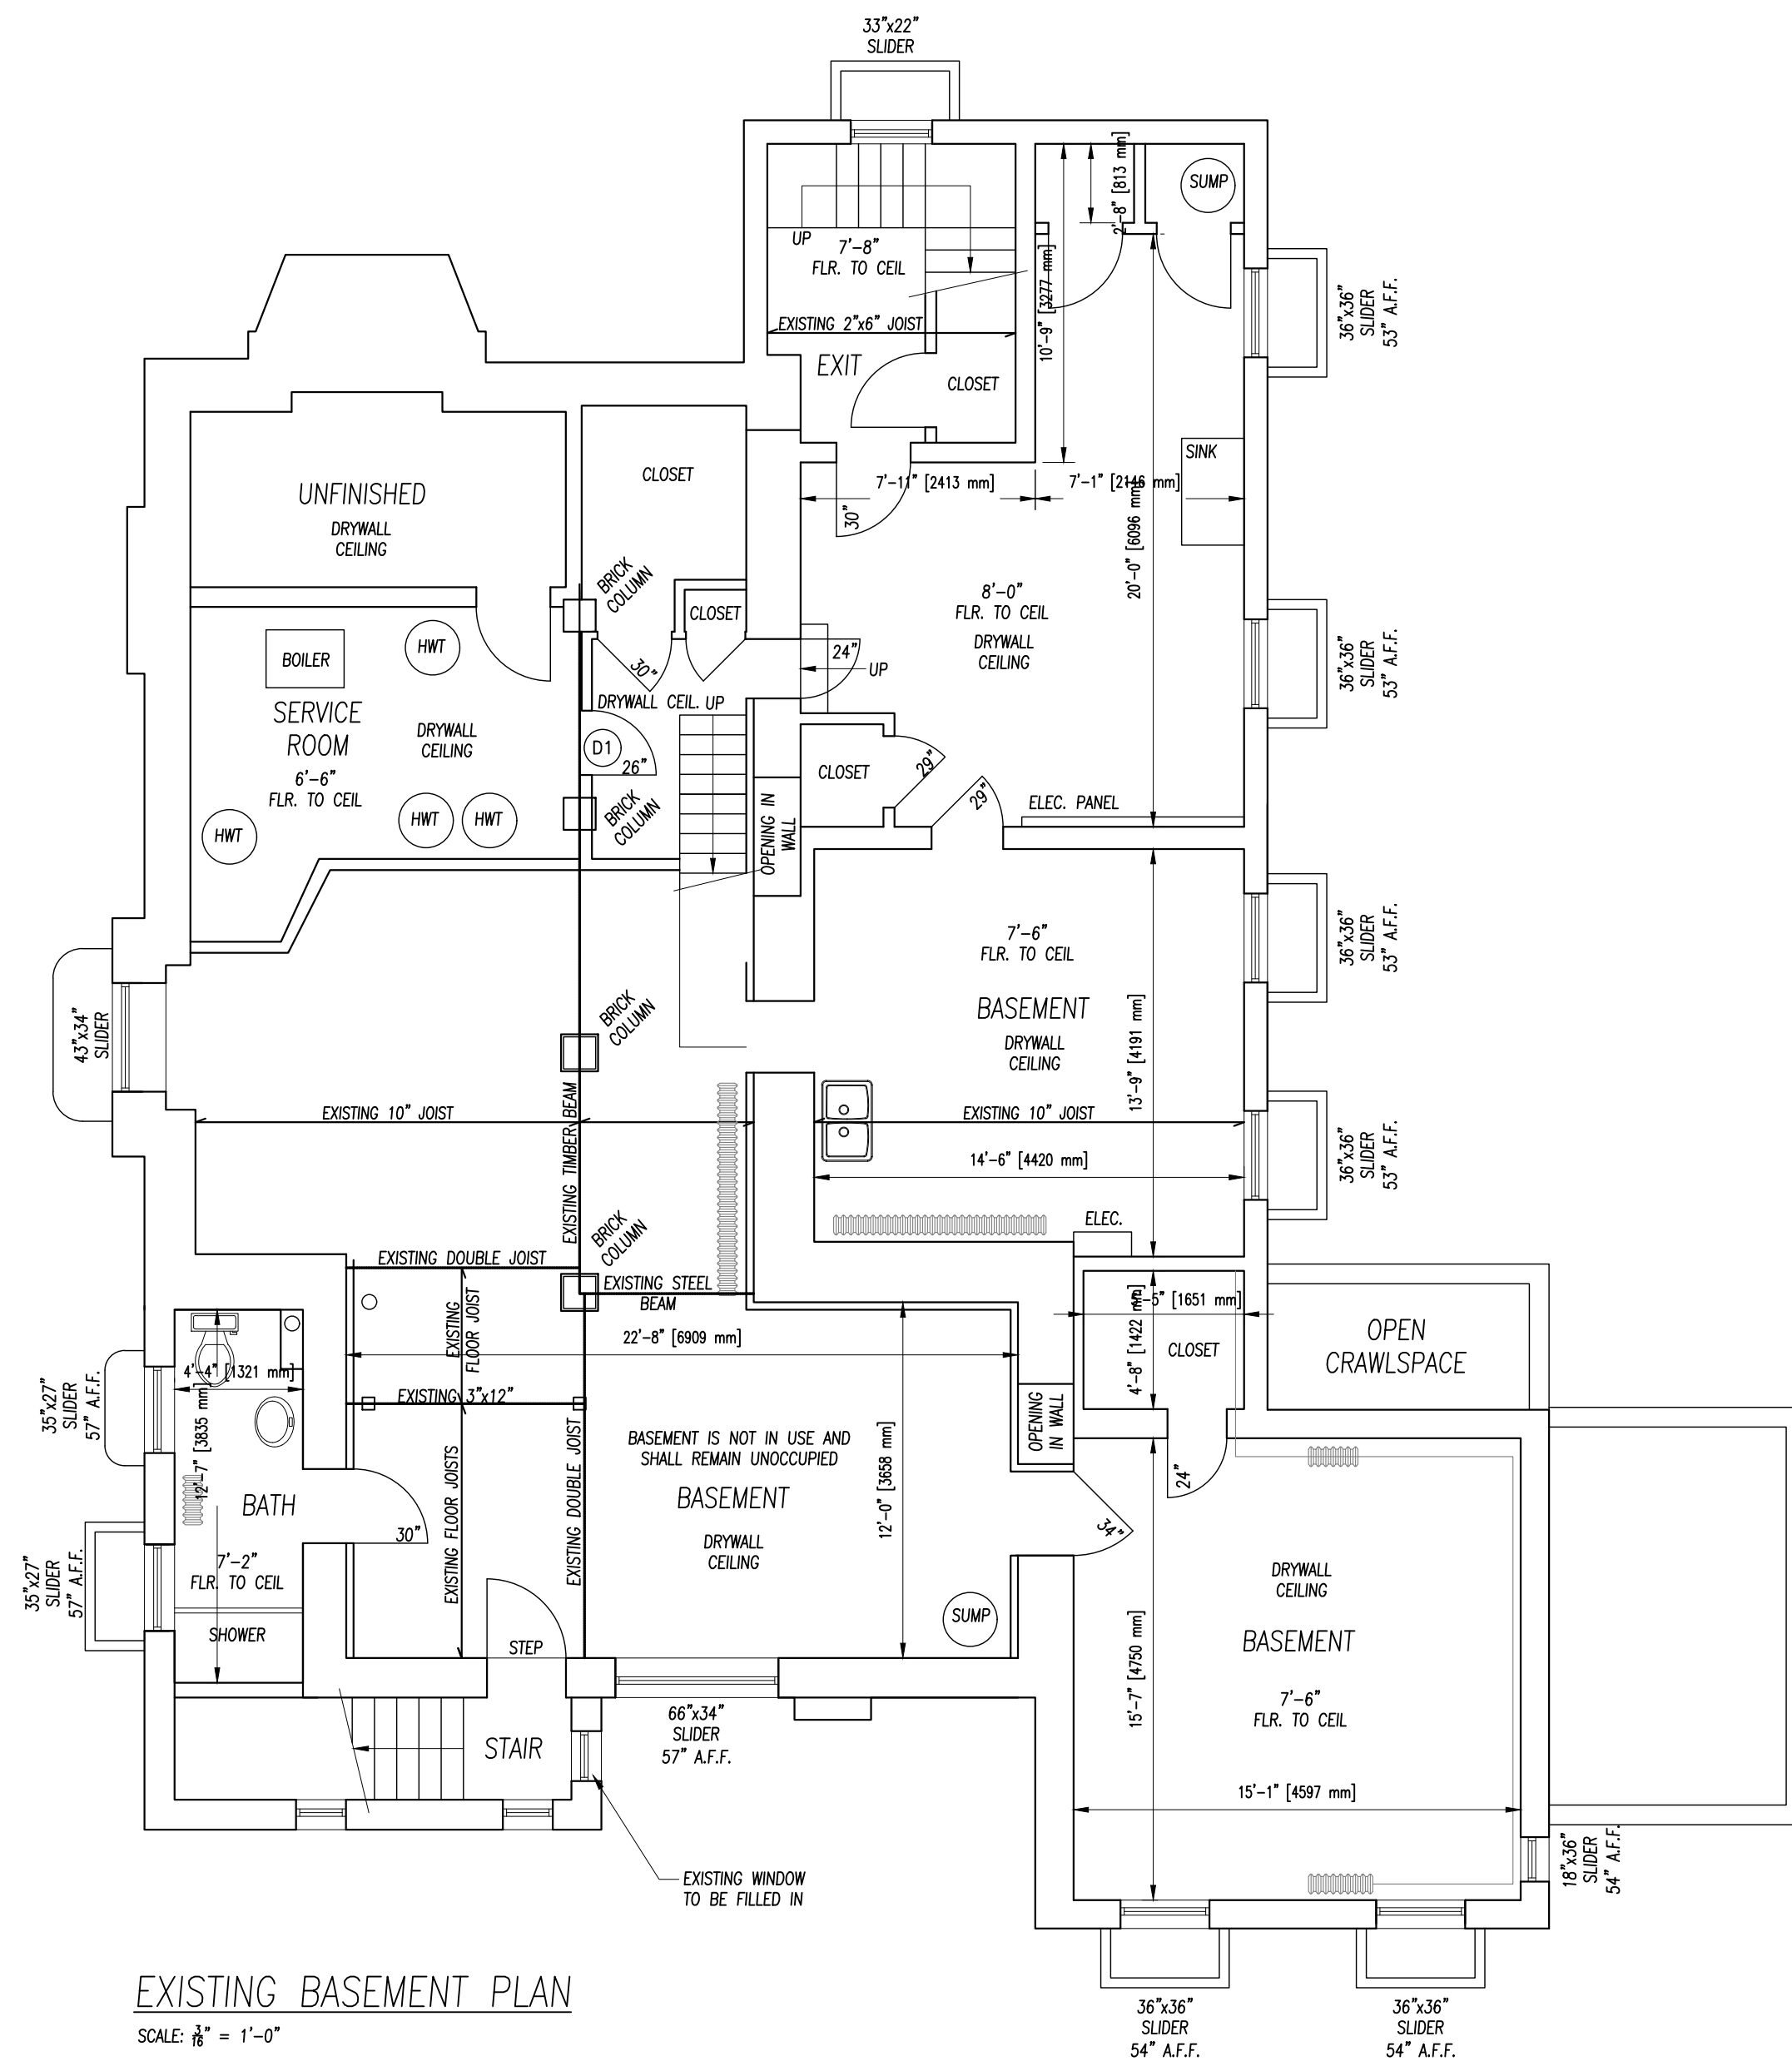 33"x22"
SLIDER
2'-8" [813 mm]
SUMP
UP
7'-8"
FLR. TO CEIL
10'-9" [3277 mm]
36"x36"
SLIDER
53" A.F.F.
EXISTING 2"x6" JOIST
EXIT
CLOSET
SINK
CLOSET
7'-11" [2413 mm]
7'-1" [2146 mm]
UNFINISHED
DRYWALL
CEILING
30"
20'-0" [6096 mm]
BRICK
COLUMN
8'-0"
FLR. TO CEIL
DRYWALL
CEILING
CLOSET
HWT
BOILER
30"
24"
UP
36"x36"
SLIDER
53" A.F.F.
DRYWALL CEIL.
UP
SERVICE
ROOM
DRYWALL
CEILING
6'-6"
FLR. TO CEIL
D1
26"
CLOSET
29"
29"
ELEC. PANEL
HWT
HWT
HWT
BRICK
COLUMN
OPENING IN
WALL
7'-6"
FLR. TO CEIL
36"x36"
SLIDER
53" A.F.F.
BASEMENT
DRYWALL
CEILING
43"x34"
SLIDER
BRICK
COLUMN
13'-9" [4191 mm]
EXISTING 10" JOIST
EXISTING TIMBER BEAM
EXISTING 10" JOIST
14'-6" [4420 mm]
36"x36"
SLIDER
53" A.F.F.
ELEC.
BRICK
COLUMN
EXISTING DOUBLE JOIST
EXISTING STEEL
BEAM
EXISTING
FLOOR JOIST
22'-8" [6909 mm]
5'-5" [1651 mm]
4'-8" [1422 mm]
CLOSET
OPEN
CRAWLSPACE
4'-4" [1321 mm]
35"x27"
SLIDER
57" A.F.F.
12'-7" [3835 mm]
EXISTING 3"x12"
OPENING
IN WALL
BASEMENT IS NOT IN USE AND
SHALL REMAIN UNOCCUPIED
BASEMENT
DRYWALL
CEILING
12'-0" [3658 mm]
24"
34"
BATH
30"
EXISTING FLOOR JOISTS
EXISTING DOUBLE JOIST
7'-2"
FLR. TO CEIL
35"x27"
SLIDER
57" A.F.F.
SHOWER
STEP
SUMP
DRYWALL
CEILING
BASEMENT
15'-7" [4750 mm]
7'-6"
FLR. TO CEIL
66"x34"
SLIDER
57" A.F.F.
STAIR
15'-1" [4597 mm]
18"x36"
SLIDER
54" A.F.F.
EXISTING WINDOW
TO BE FILLED IN
EXISTING BASEMENT PLAN
SCALE: 3/16" = 1'-0"
36"x36"
SLIDER
54" A.F.F.
36"x36"
SLIDER
54" A.F.F.